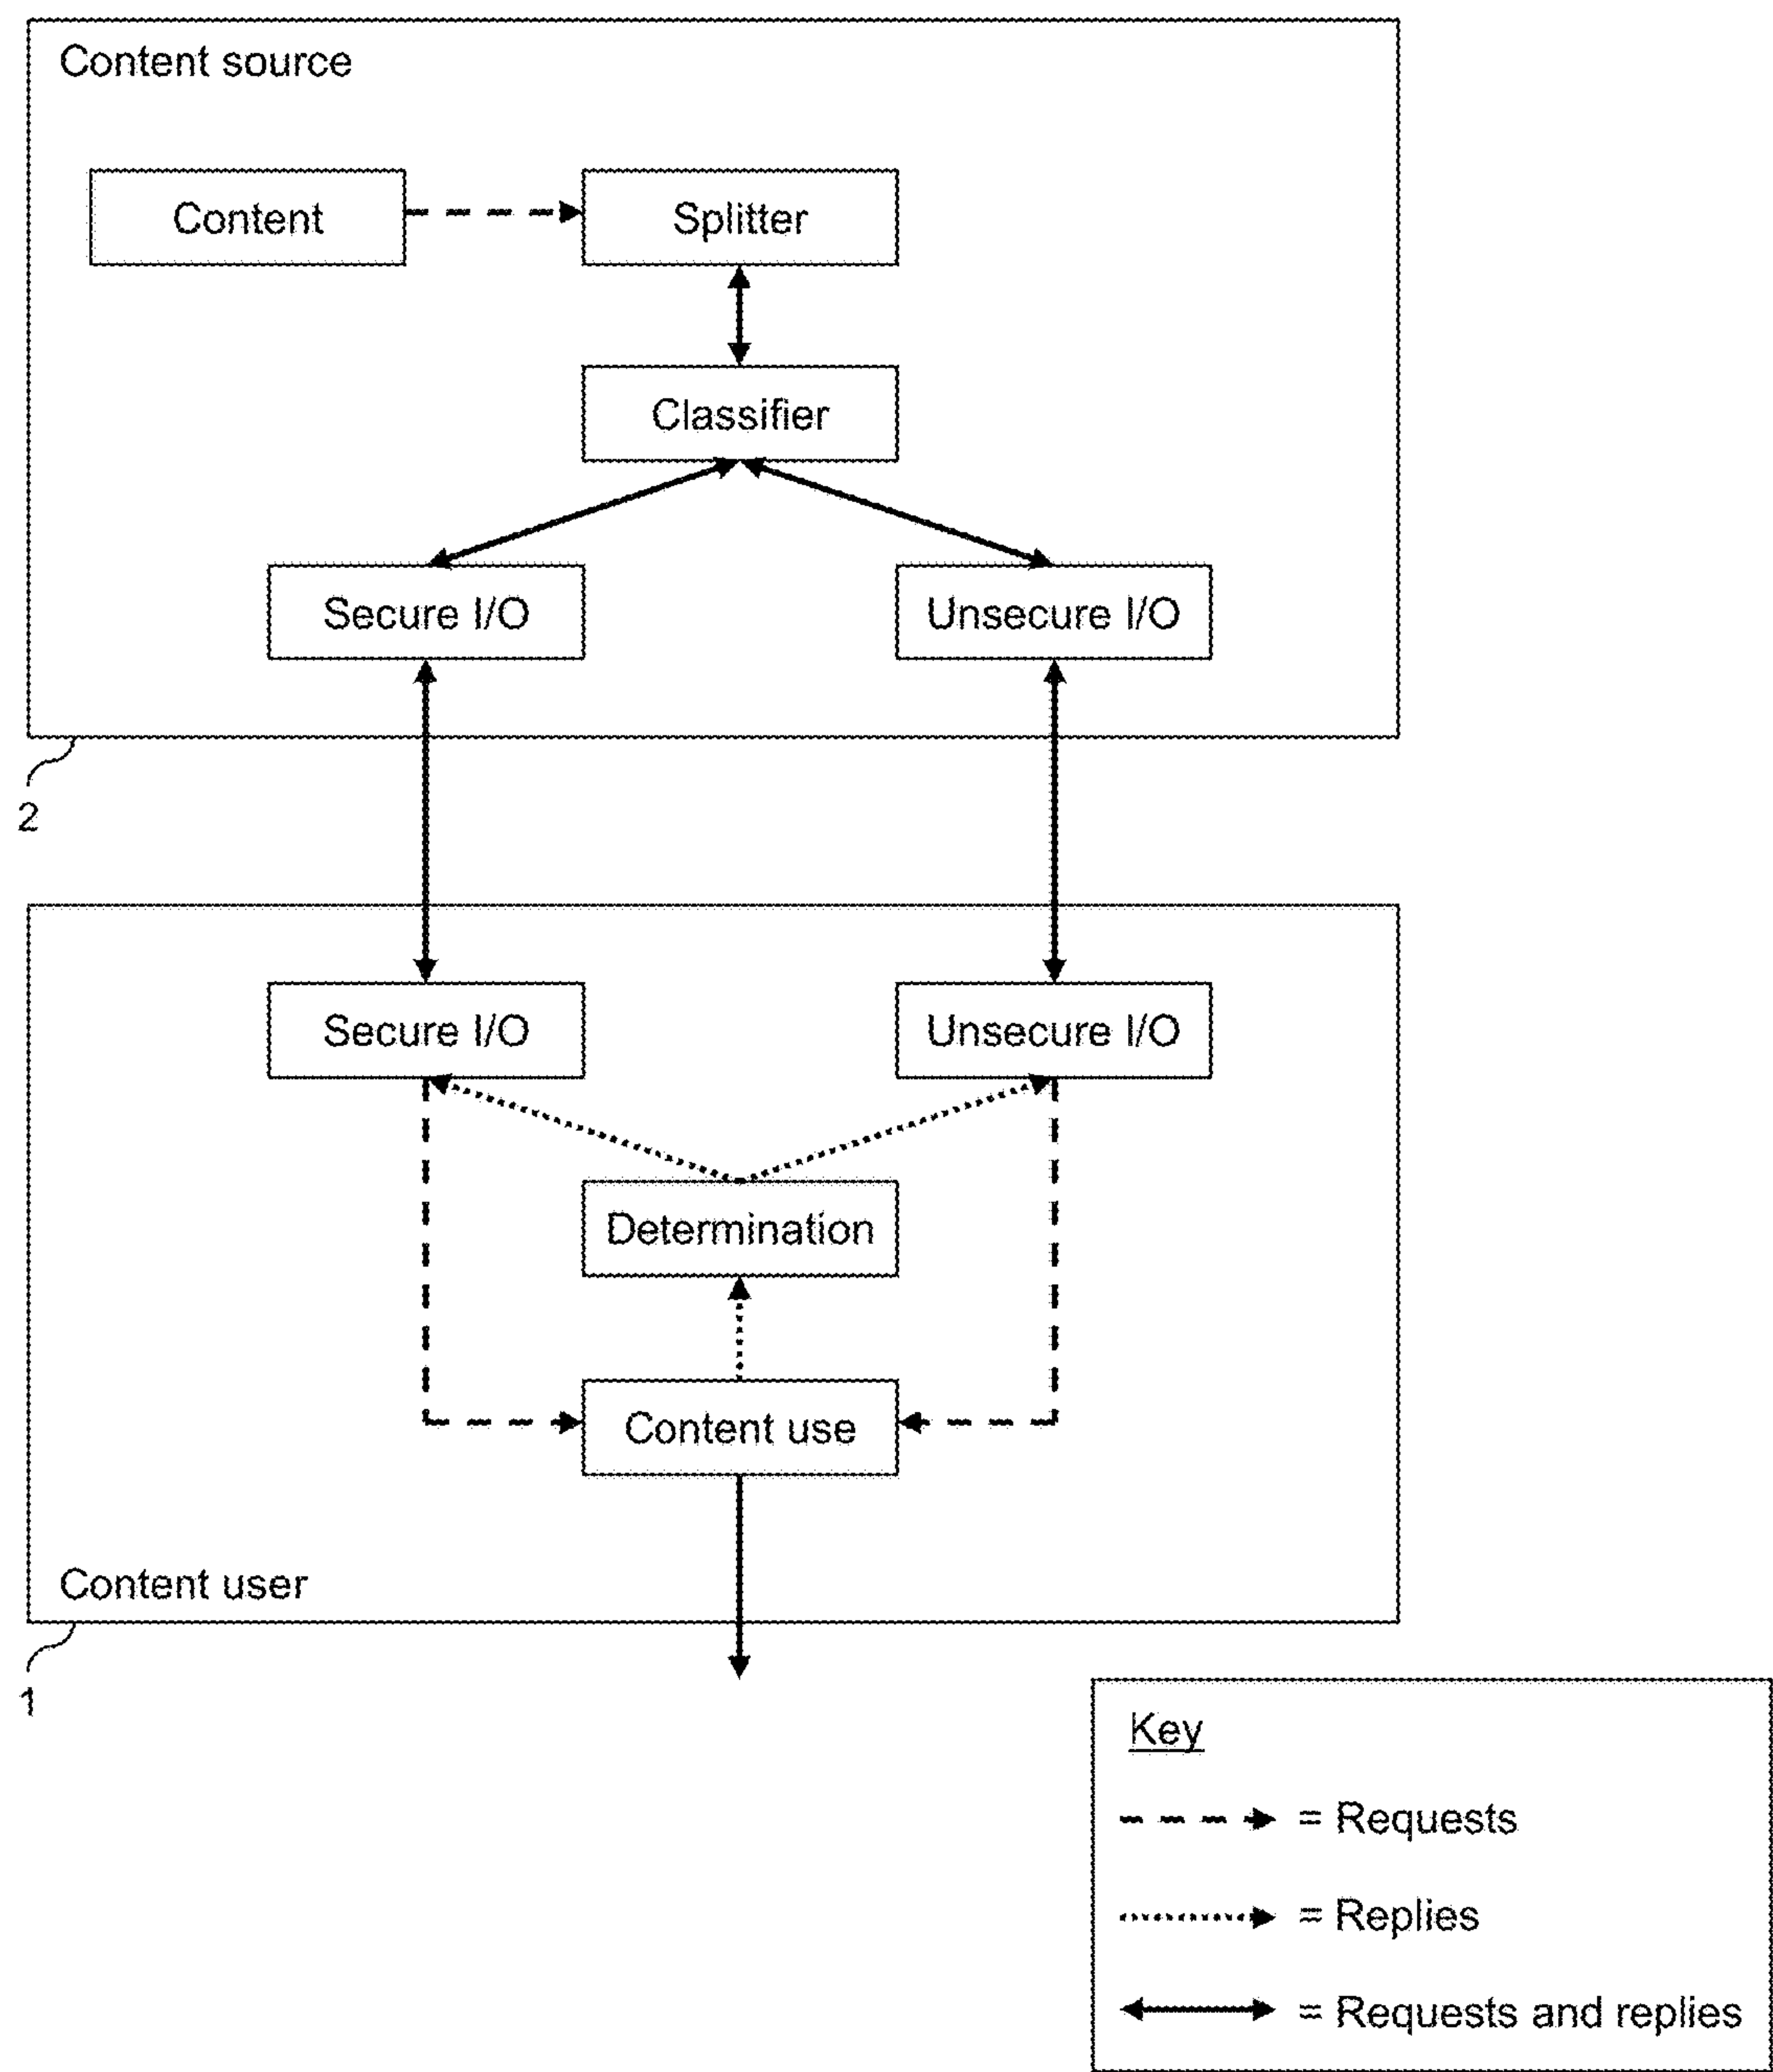 Content source
Content
Splitter
Classifier
Secure I/O
Unsecure I/O
2
Secure I/O
Unsecure I/O
Determination
Content use
Content user
1
Key
= Requests
= Replies
= Requests and replies